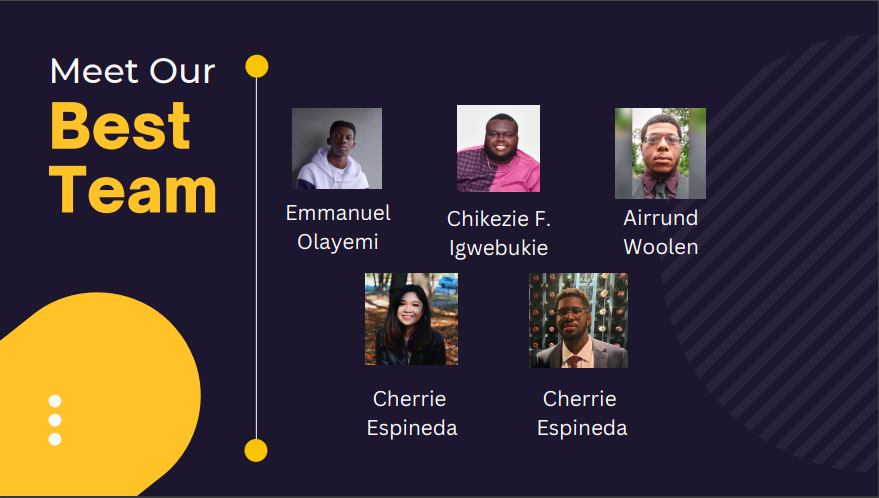 Meet Our
Best
Team
Emmanuel
Olayemi
Chikezie F.
Igwebukie
Airrund
Woolen
Cherrie
Espineda
Cherrie
Espineda